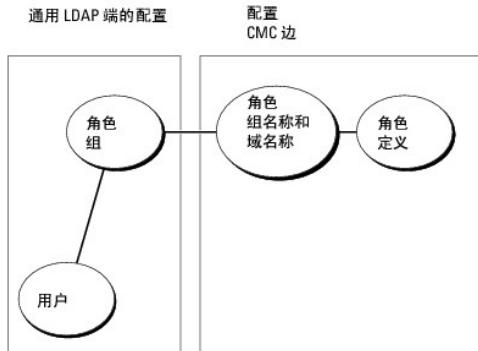 通用 LDAP 端的配置
配置
CMC 边
角色
组
角色
组名称和
域名称
角色
定义
用户